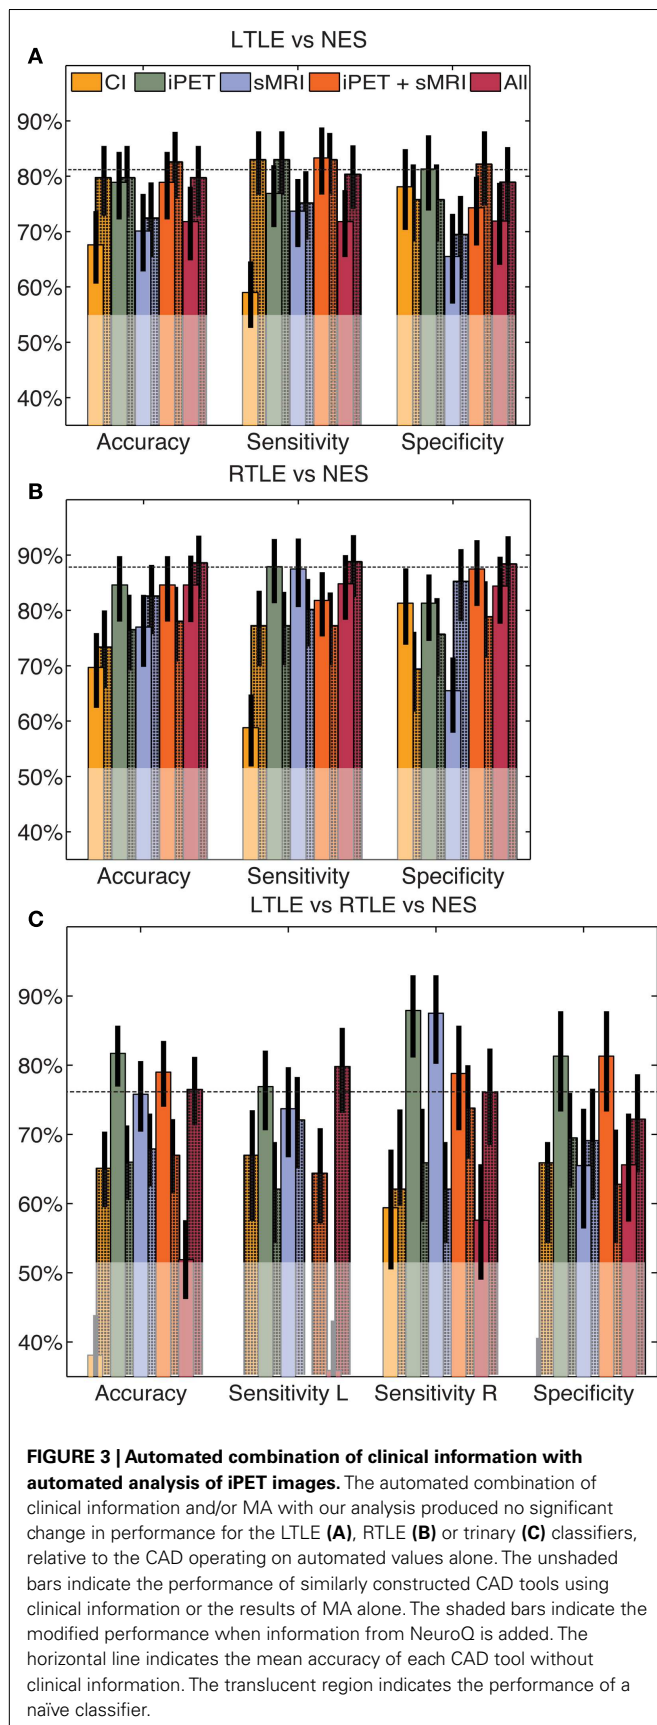 A
LTLE vs NES
CI iPET sMRI iPET + sMRI All
90%
80%
70%
60%
50%
40%
Accuracy Sensitivity Specificity
RTLE vs NES
B
90%
80%
70%
60%
50%
40%
Accuracy Sensitivity Specificity
C
LTLE vs RTLE vs NES
90%
80%
70%
60%
50%
40%
Accuracy Sensitivity L Sensitivity R Specificity
FIGURE 3 | Automated combination of clinical information with
automated analysis of iPET images. The automated combination of
clinical information and/or MA with our analysis produced no significant
change in performance for the LTLE (A), RTLE (B) or trinary (C) classifiers,
relative to the CAD operating on automated values alone. The unshaded
bars indicate the performance of similarly constructed CAD tools using
clinical information or the results of MA alone. The shaded bars indicate the
modified performance when information from NeuroQ is added. The
horizontal line indicates the mean accuracy of each CAD tool without
clinical information. The translucent region indicates the performance of a
naïve classifier.